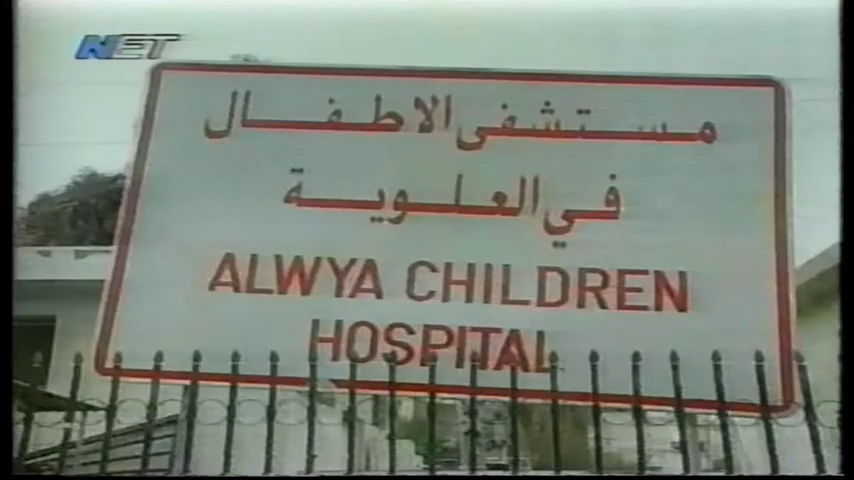 NET
مستشفى الاطفال
في العلوية
ALWYA CHILDREN
HOSPITAL